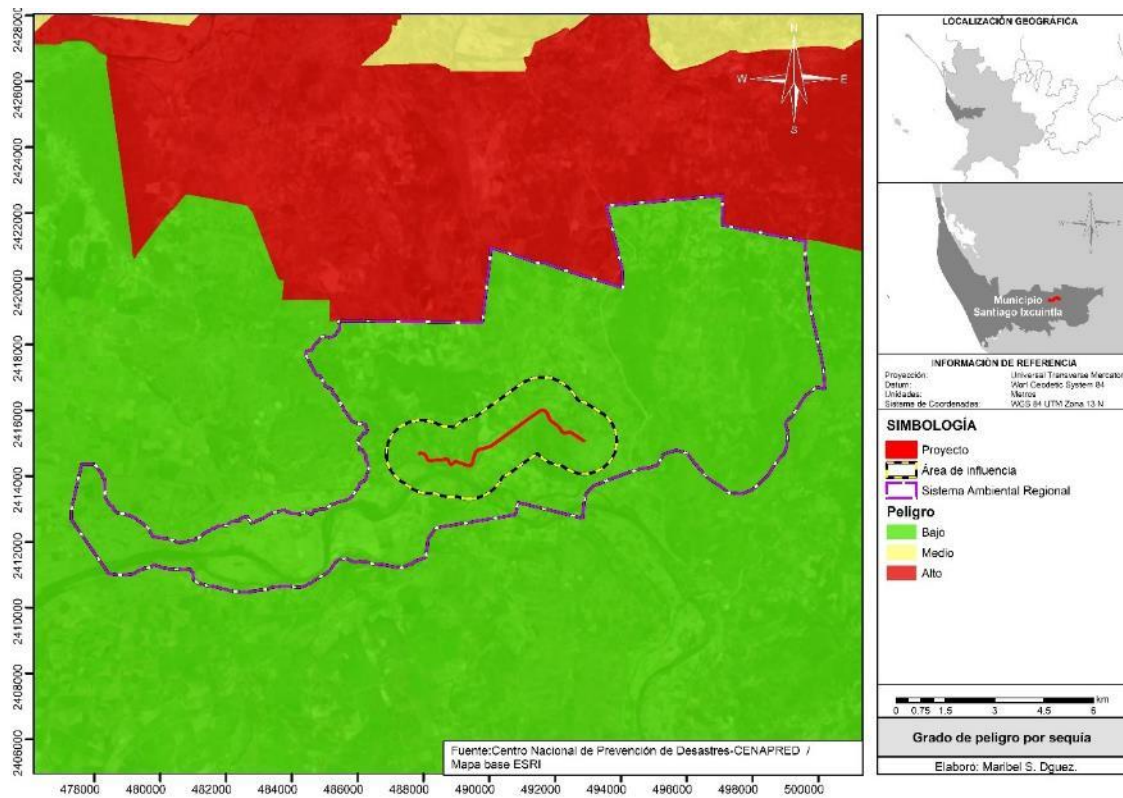 2428000
2426000
2424000
2422000
2420000
2418000
2416000
2414000
2412000
2410000
2408000
2406000
478000 480000 482000 484000 486000 488000 490000 492000 494000 496000 498000 500000
N
W E
S
Fuente:Centro Nacional de Prevención de Desastres-CENAPRED /
Mapa base ESRI
LOCALIZACIÓN GEOGRÁFICA
Municipio
Santiago Ixcuintla
INFORMACIÓN DE REFERENCIA
Proyección: Universal Transverse Mercator
Datum: Worl Geodetic System 84
Unidades: Metros
Sistema de Coordenadas: WGS 84 UTM Zona 13 N
SIMBOLOGÍA
Proyecto
Área de influencia
Sistema Ambiental Regional
Peligro
Bajo
Medio
Alto
km
0 0.75 1.5 3 4.5 6
Grado de peligro por sequía
Elaboró: Maribel S. Dguez.